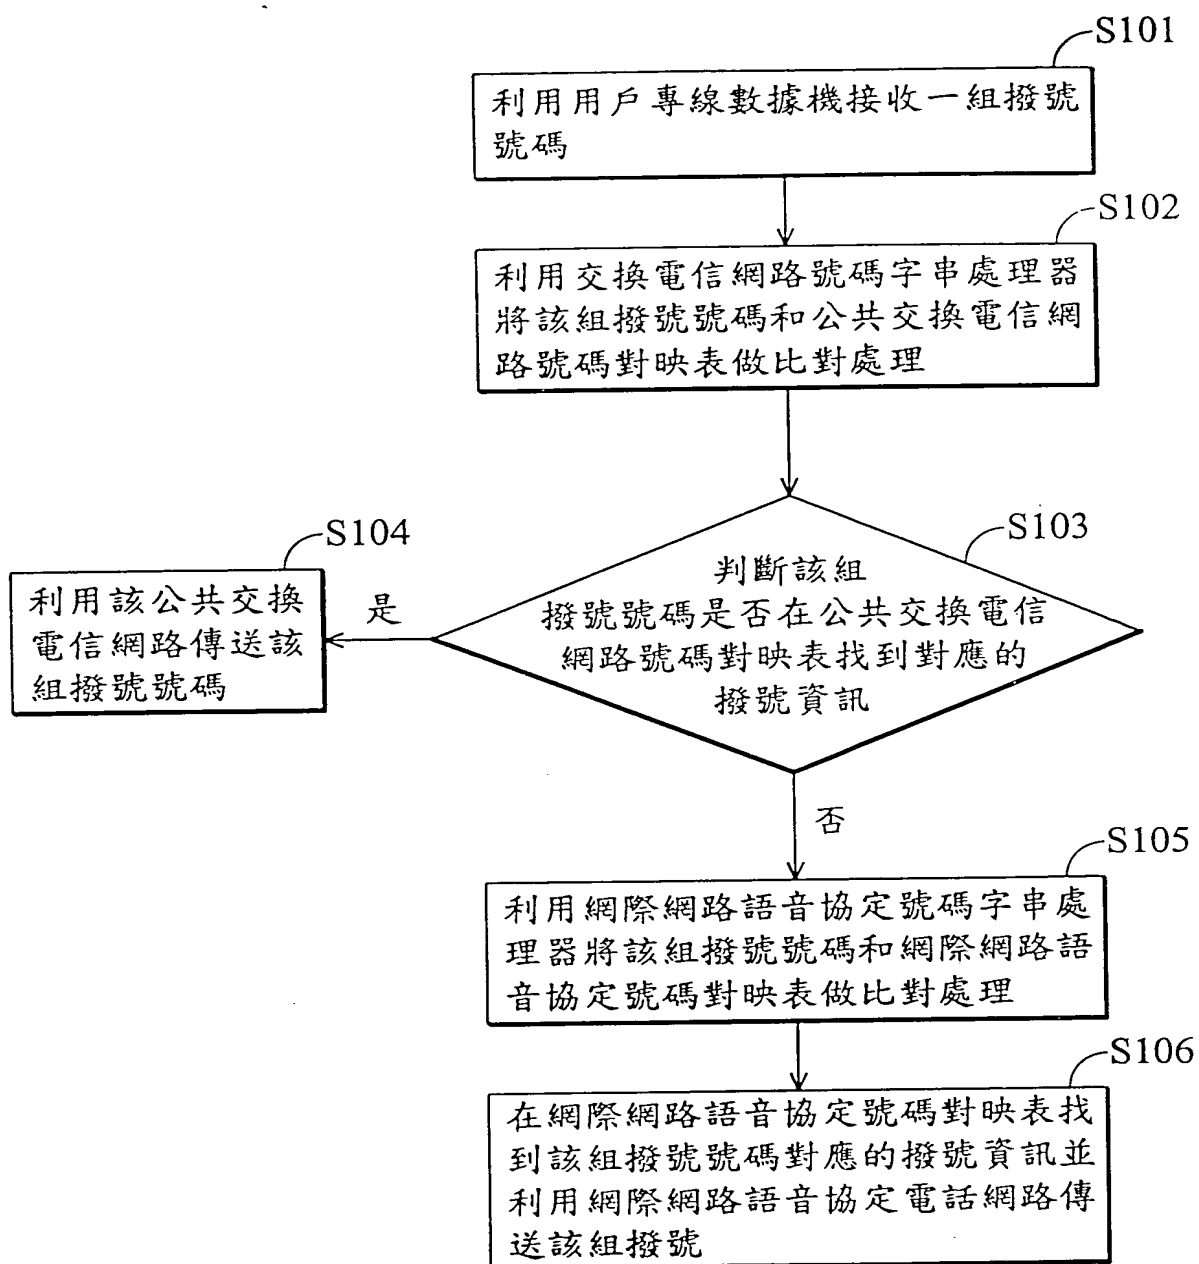 S101
利用用戶專線數據機接收一組撥號
號碼
S102
利用交換電信網路號碼字串處理器
將該組撥號號碼和公共交換電信網
路號碼對映表做比對處理
S103
判斷該組
撥號號碼是否在公共交換電信
網路號碼對映表找到對應的
撥號資訊
是
S104
利用該公共交換
電信網路傳送該
組撥號號碼
否
S105
利用網際網路語音協定號碼字串處
理器將該組撥號號碼和網際網路語
音協定號碼對映表做比對處理
S106
在網際網路語音協定號碼對映表找
到該組撥號號碼對應的撥號資訊並
利用網際網路語音協定電話網路傳
送該組撥號